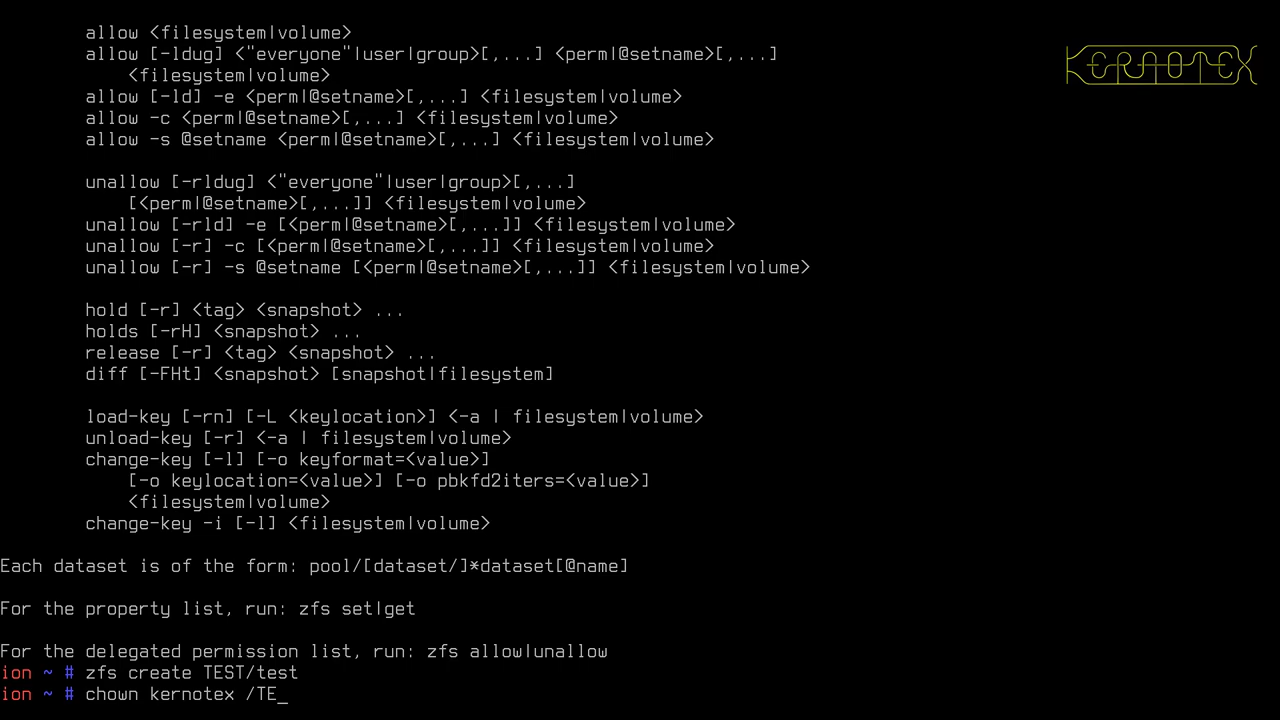 allow <filesystem|volume>
KERNOTEX
allow [-ldug] <"everyone"|user|group>[,...] <perm|@setname>[,...]
<filesystem|volume>
allow [-ld] -e <perm|@setname>[,...] <filesystem|volume>
allow -c <perm|@setname>[,...] <filesystem|volume>
allow -s @setname <perm|@setname>[,...] <filesystem|volume>
unallow [-rldug] <"everyone"|user|group>[,...]
[<perm|@setname>[,...]] <filesystem|volume>
unallow [-rld] -e [<perm|@setname>[,...]] <filesystem|volume>
unallow [-r] -c [<perm|@setname>[,...]] <filesystem|volume>
unallow [-r] -s @setname [<perm|@setname>[,...]] <filesystem|volume>
hold [-r] <tag> <snapshot> ...
holds [-rH] <snapshot> ...
release [-r] <tag> <snapshot> ...
diff [-FHt] <snapshot> [snapshot|filesystem]
load-key [-rn] [-L <keylocation>] <-a | filesystem|volume>
unload-key [-r] <-a | filesystem|volume>
change-key [-l] [-o keyformat=<value>]
[-o keylocation=<value>] [-o pbkfd2iters=<value>]
<filesystem|volume>
change-key -i [-l] <filesystem|volume>
Each dataset is of the form: pool/[dataset/]*dataset[@name]
For the property list, run: zfs set|get
For the delegated permission list, run: zfs allow|unallow
ion ~ # zfs create TEST/test
ion ~ # chown kernotex /TE_